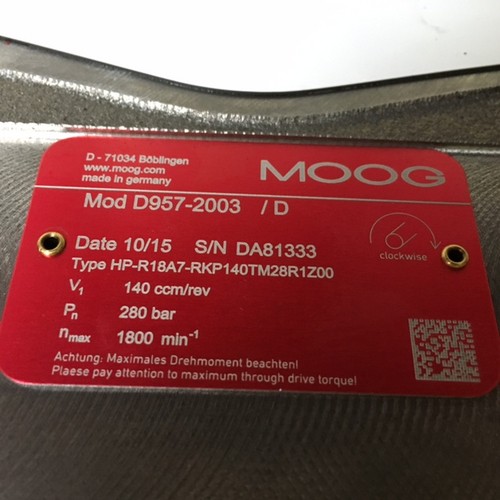 D - 71034 Böblingen
www.moog.com
made in germany
MOOG
Mod D957-2003 / D
Date 10/15 S/N DA81333
Type HP-R18A7-RKP140TM28R1Z00
V1 140 ccm/rev
Pn 280 bar
nmax 1800 min-1
clockwise
Achtung: Maximales Drehmoment beachten!
Plaese pay attention to maximum through drive torque!